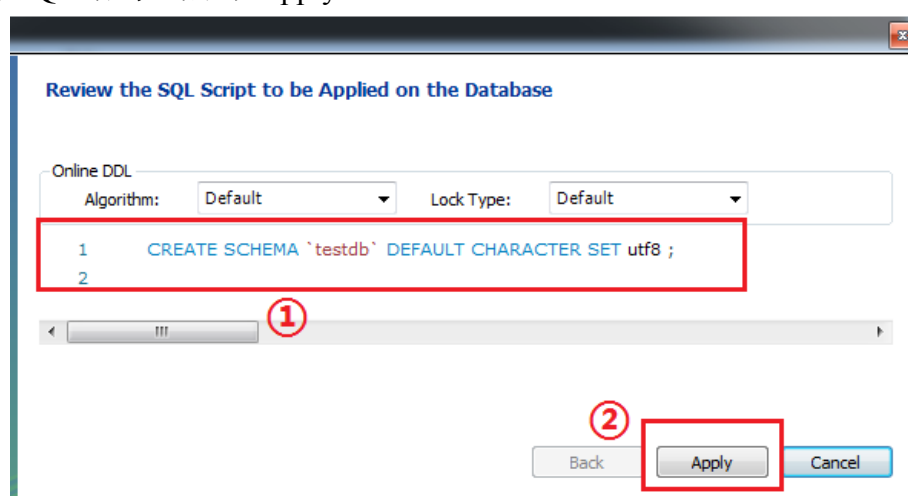 Review the SQL Script to be Applied on the Database
Online DDL
Algorithm: Default Lock Type: Default
1 CREATE SCHEMA `testdb` DEFAULT CHARACTER SET utf8 ;
2
①
②
Back Apply Cancel